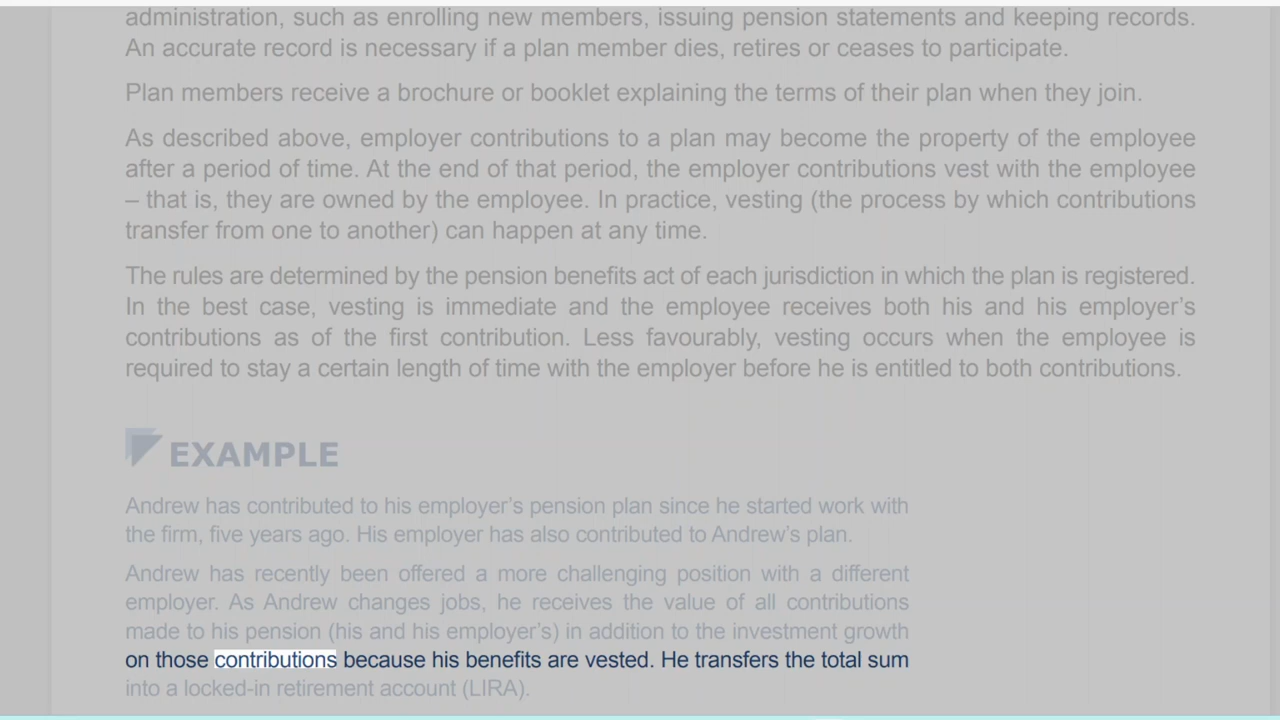 administration, such as enrolling new members, issuing pension statements and keeping records.
An accurate record is necessary if a plan member dies, retires or ceases to participate.
Plan members receive a brochure or booklet explaining the terms of their plan when they join.
As described above, employer contributions to a plan may become the property of the employee
after a period of time. At the end of that period, the employer contributions vest with the employee
– that is, they are owned by the employee. In practice, vesting (the process by which contributions
transfer from one to another) can happen at any time.
The rules are determined by the pension benefits act of each jurisdiction in which the plan is registered.
In the best case, vesting is immediate and the employee receives both his and his employer’s
contributions as of the first contribution. Less favourably, vesting occurs when the employee is
required to stay a certain length of time with the employer before he is entitled to both contributions.
EXAMPLE
Andrew has contributed to his employer’s pension plan since he started work with
the firm, five years ago. His employer has also contributed to Andrew’s plan.
Andrew has recently been offered a more challenging position with a different
employer. As Andrew changes jobs, he receives the value of all contributions
made to his pension (his and his employer’s) in addition to the investment growth
on those contributions because his benefits are vested. He transfers the total sum
into a locked-in retirement account (LIRA).